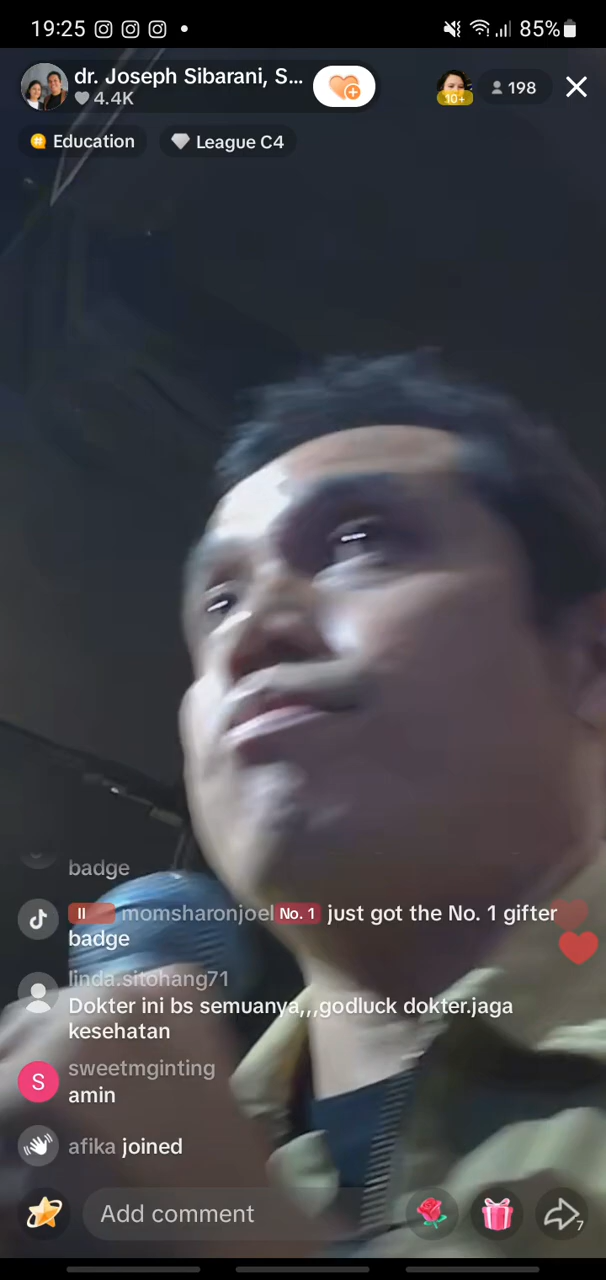 19:25
85%
dr. Joseph Sibarani, S...
4.4K
10+
198
Education
League C4
badge
II momsharonjoel No. 1 just got the No. 1 gifter
badge
linda.sitohang71
Dokter ini bs semuanya,,,godluck dokter.jaga
kesehatan
S
sweetmginting
amin
afika joined
Add comment
7